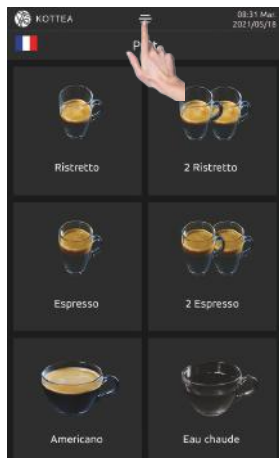 KOTTEA
08:31 Mar.
2021/05/18
Ristretto
2 Ristretto
Espresso
2 Espresso
Americano
Eau chaude